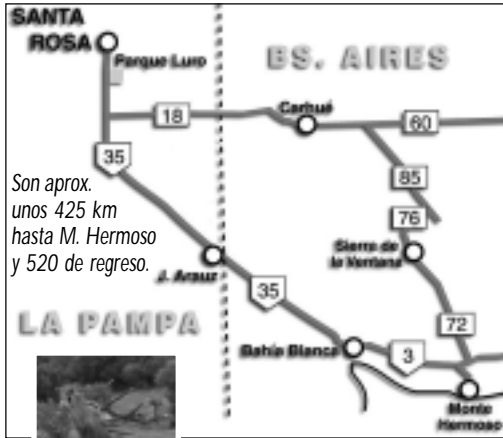 SANTA
ROSA
Parque Luro
BS. AIRES
18
Carhué
60
35
85
Son aprox.
unos 425 km
hasta M. Hermoso
y 520 de regreso.
76
Sierra de
la Ventana
J. Arauz
35
LA PAMPA
72
Bahía Blanca
3
Monte
Hermoso